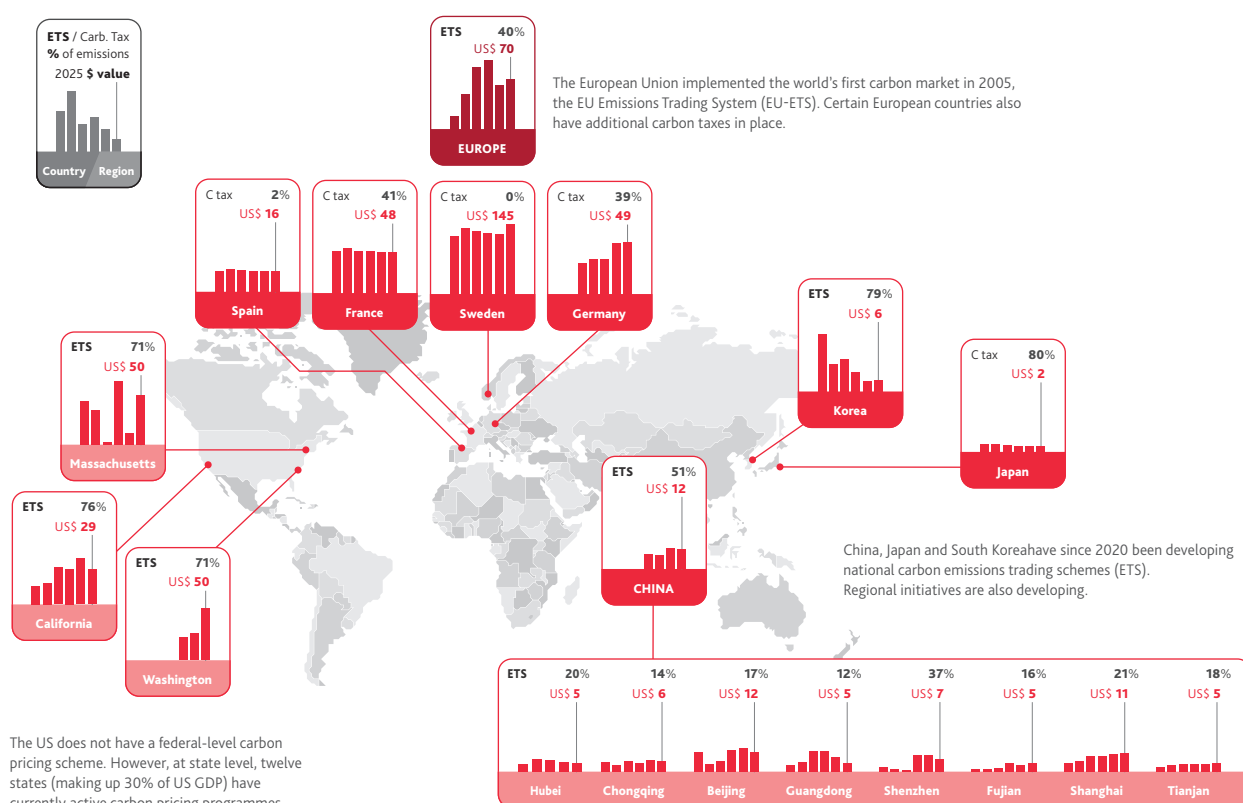 ETS / Carb. Tax
% of emissions
2025 $ value
Country Region
ETS 40%
US$ 70
EUROPE
The European Union implemented the world's first carbon market in 2005,
the EU Emissions Trading System (EU-ETS). Certain European countries also
have additional carbon taxes in place.
C tax 2%
US$ 16
Spain
C tax 41%
US$ 48
France
C tax 0%
US$ 145
Sweden
C tax 39%
US$ 49
Germany
ETS 79%
US$ 6
Korea
ETS 71%
US$ 50
Massachusetts
C tax 80%
US$ 2
Japan
ETS 51%
US$ 12
CHINA
ETS 76%
US$ 29
California
ETS 71%
US$ 50
Washington
China, Japan and South Koreahave since 2020 been developing
national carbon emissions trading schemes (ETS).
Regional initiatives are also developing.
ETS 20% 14% 17% 12% 37% 16% 21% 18%
US$ 5 US$ 6 US$ 12 US$ 5 US$ 7 US$ 5 US$ 11 US$ 5
Hubei Chongqing Beijing Guangdong Shenzhen Fujian Shanghai Tianjan
The US does not have a federal-level carbon
pricing scheme. However, at state level, twelve
states (making up 30% of US GDP) have
currently active carbon pricing programmes